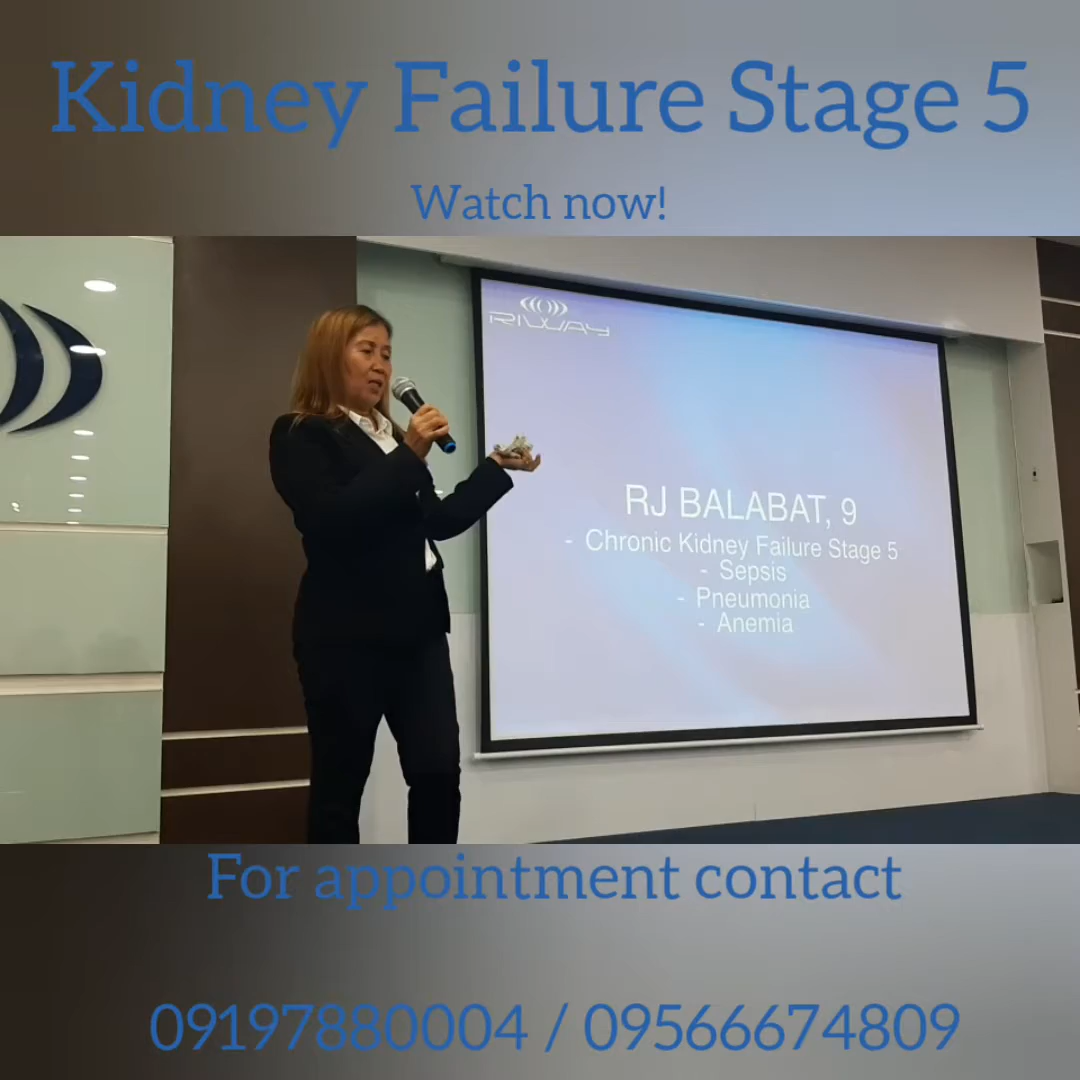 Kidney Failure Stage 5
Watch now!
RIWAY
RJ BALABAT, 9
- Chronic Kidney Failure Stage 5
- Sepsis
- Pneumonia
- Anemia
For appointment contact
09197880004 / 09566674809